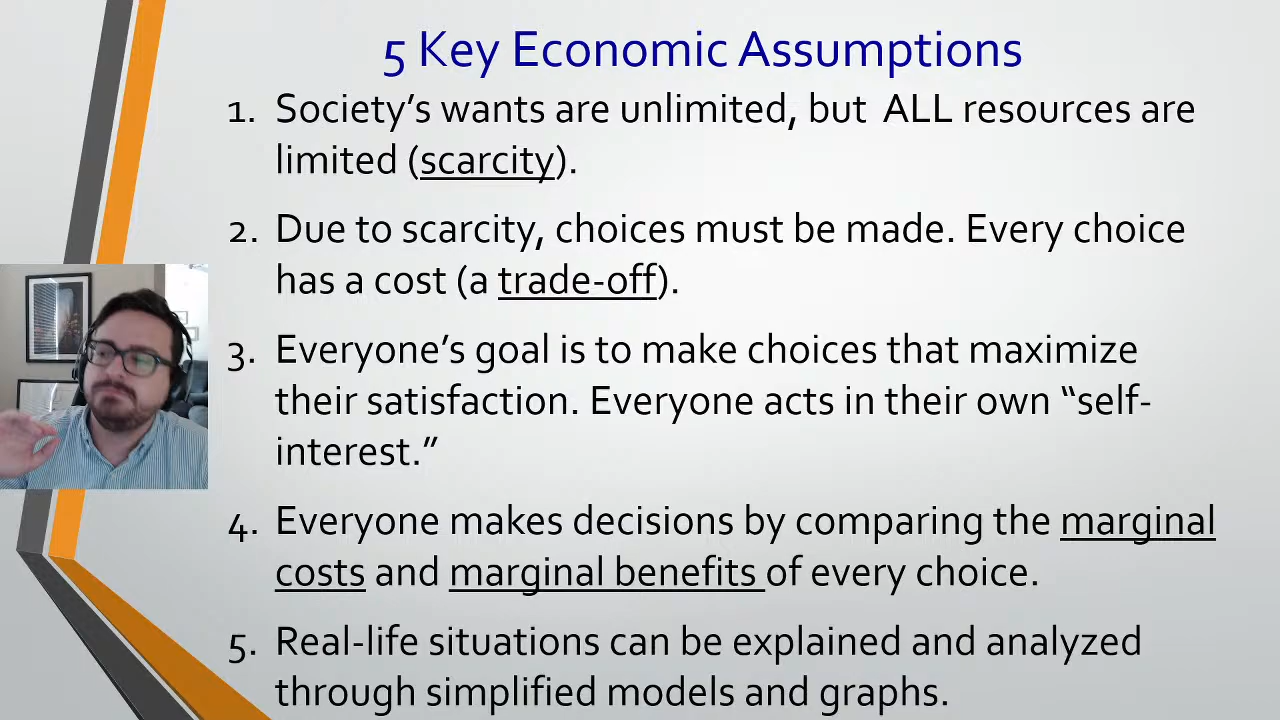 5 Key Economic Assumptions
1. Society’s wants are unlimited, but ALL resources are
limited (scarcity).
2. Due to scarcity, choices must be made. Every choice
has a cost (a trade-off).
3. Everyone’s goal is to make choices that maximize
their satisfaction. Everyone acts in their own “self-
interest.”
4. Everyone makes decisions by comparing the marginal
costs and marginal benefits of every choice.
5. Real-life situations can be explained and analyzed
through simplified models and graphs.